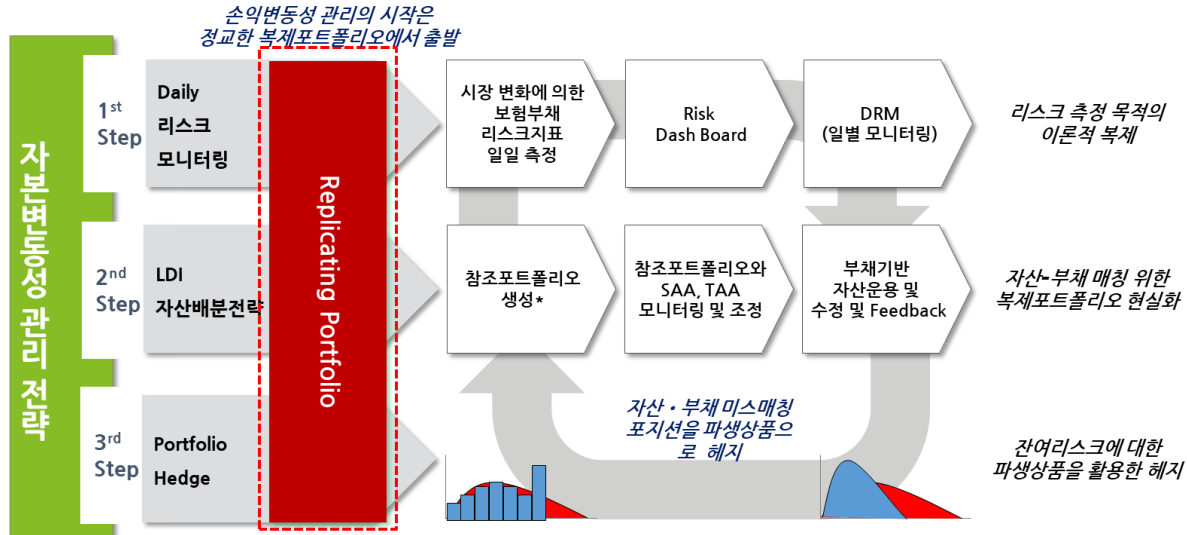 손익변동성 관리의 시작은
정교한 복제포트폴리오에서 출발
자본변동성 관리 전략
1st
Step
Daily
리스크
모니터링
Replicating Portfolio
시장 변화에 의한
보험부채
리스크지표
일일 측정
Risk
Dash Board
DRM
(일별 모니터링)
리스크 측정 목적의
이론적 복제
2nd
Step
LDI
자산배분전략
참조포트폴리오
생성*
참조포트폴리오와
SAA, TAA
모니터링 및 조정
부채기반
자산운용 및
수정 및 Feedback
자산-부채 매칭 위한
복제포트폴리오 현실화
3rd
Step
Portfolio
Hedge
자산・부채 미스매칭
포지션을 파생상품으
로 헤지
잔여리스크에 대한
파생상품을 활용한 헤지